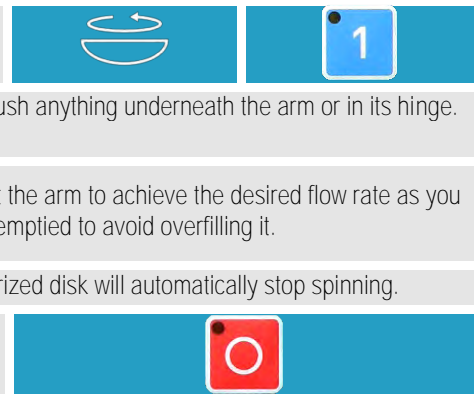 1
ush anything underneath the arm or in its hinge.
the arm to achieve the desired flow rate as you
emptied to avoid overfilling it.
rized disk will automatically stop spinning.